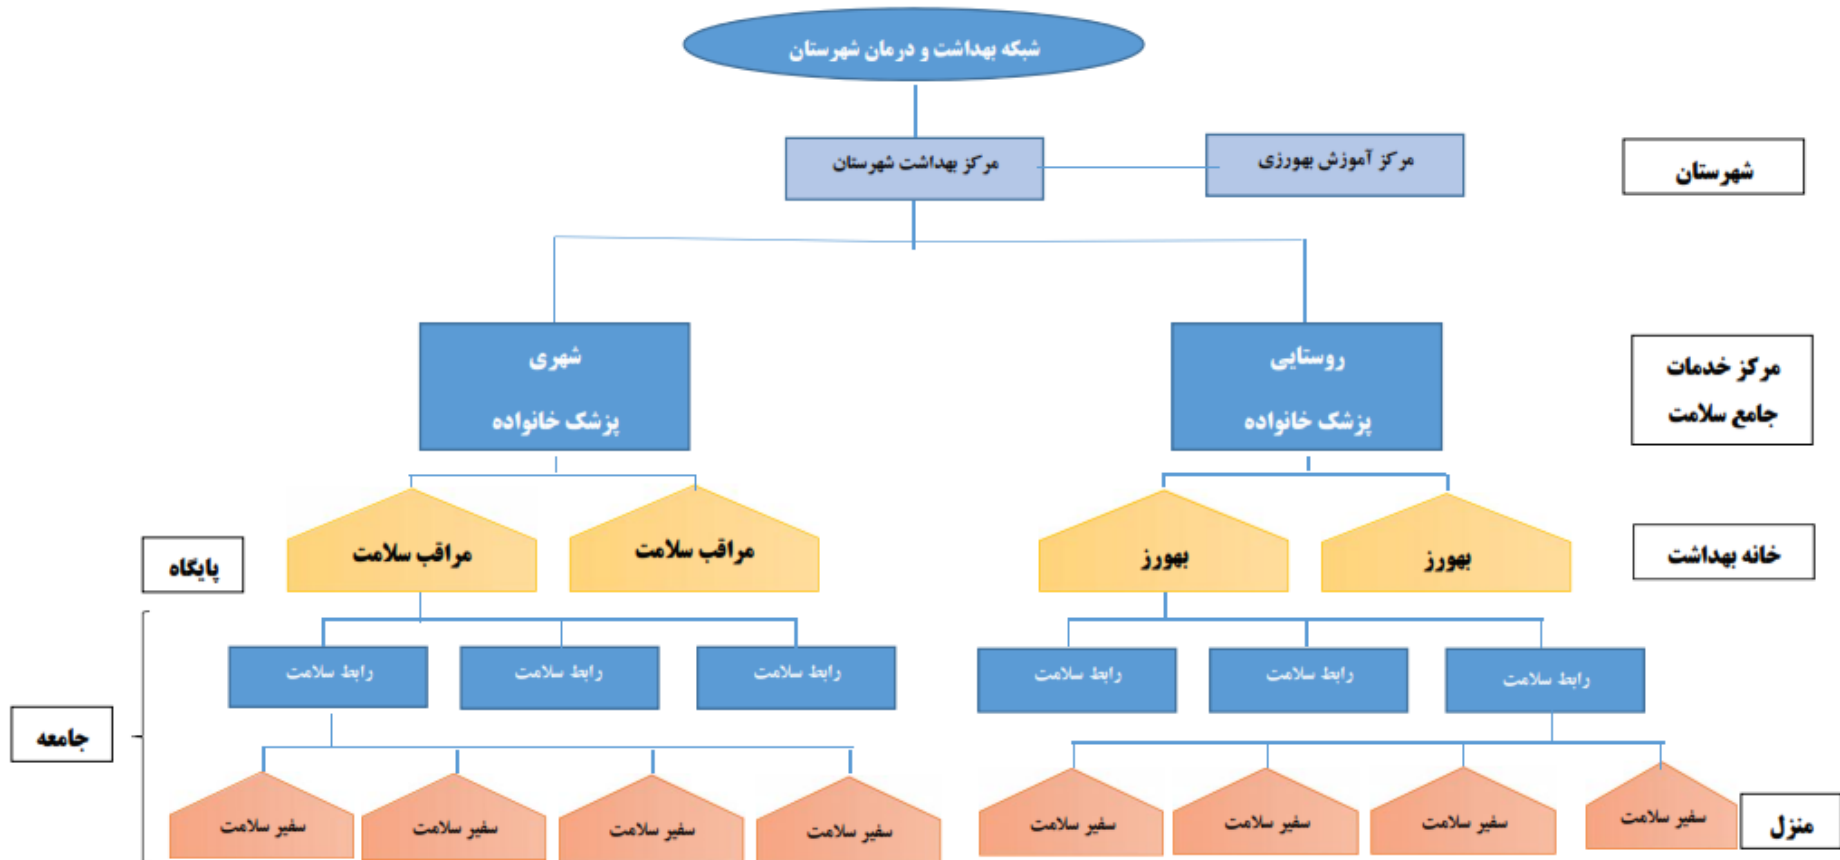 شبکه بهداشت و درمان شهرستان
شهرستان
مرکز آموزش بهورزی
مرکز بهداشت شهرستان
مرکز خدمات
جامع سلامت
روستایی
پزشک خانواده
شهری
پزشک خانواده
خانه بهداشت
بهورز
بهورز
مراقب سلامت
مراقب سلامت
پایگاه
رابط سلامت
رابط سلامت
رابط سلامت
رابط سلامت
رابط سلامت
رابط سلامت
جامعه
منزل
سفیر سلامت
سفیر سلامت
سفیر سلامت
سفیر سلامت
سفیر سلامت
سفیر سلامت
سفیر سلامت
سفیر سلامت